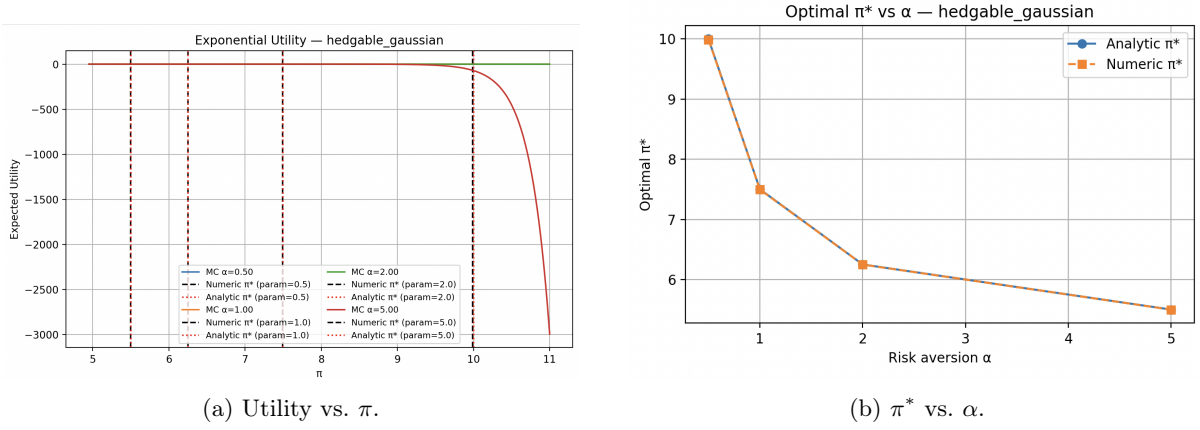 Exponential Utility — hedgable_gaussian
0
−500
−1000
−1500
−2000
−2500
−3000
Expected Utility
MC α=0.50
Numeric π* (param=0.5)
Analytic π* (param=0.5)
MC α=1.00
Numeric π* (param=1.0)
Analytic π* (param=1.0)
MC α=2.00
Numeric π* (param=2.0)
Analytic π* (param=2.0)
MC α=5.00
Numeric π* (param=5.0)
Analytic π* (param=5.0)
5 6 7 8 9 10 11
π
(a) Utility vs. π.
Optimal π* vs α — hedgable_gaussian
10
9
8
7
6
Optimal π*
Analytic π*
Numeric π*
1 2 3 4 5
Risk aversion α
(b) π* vs. α.